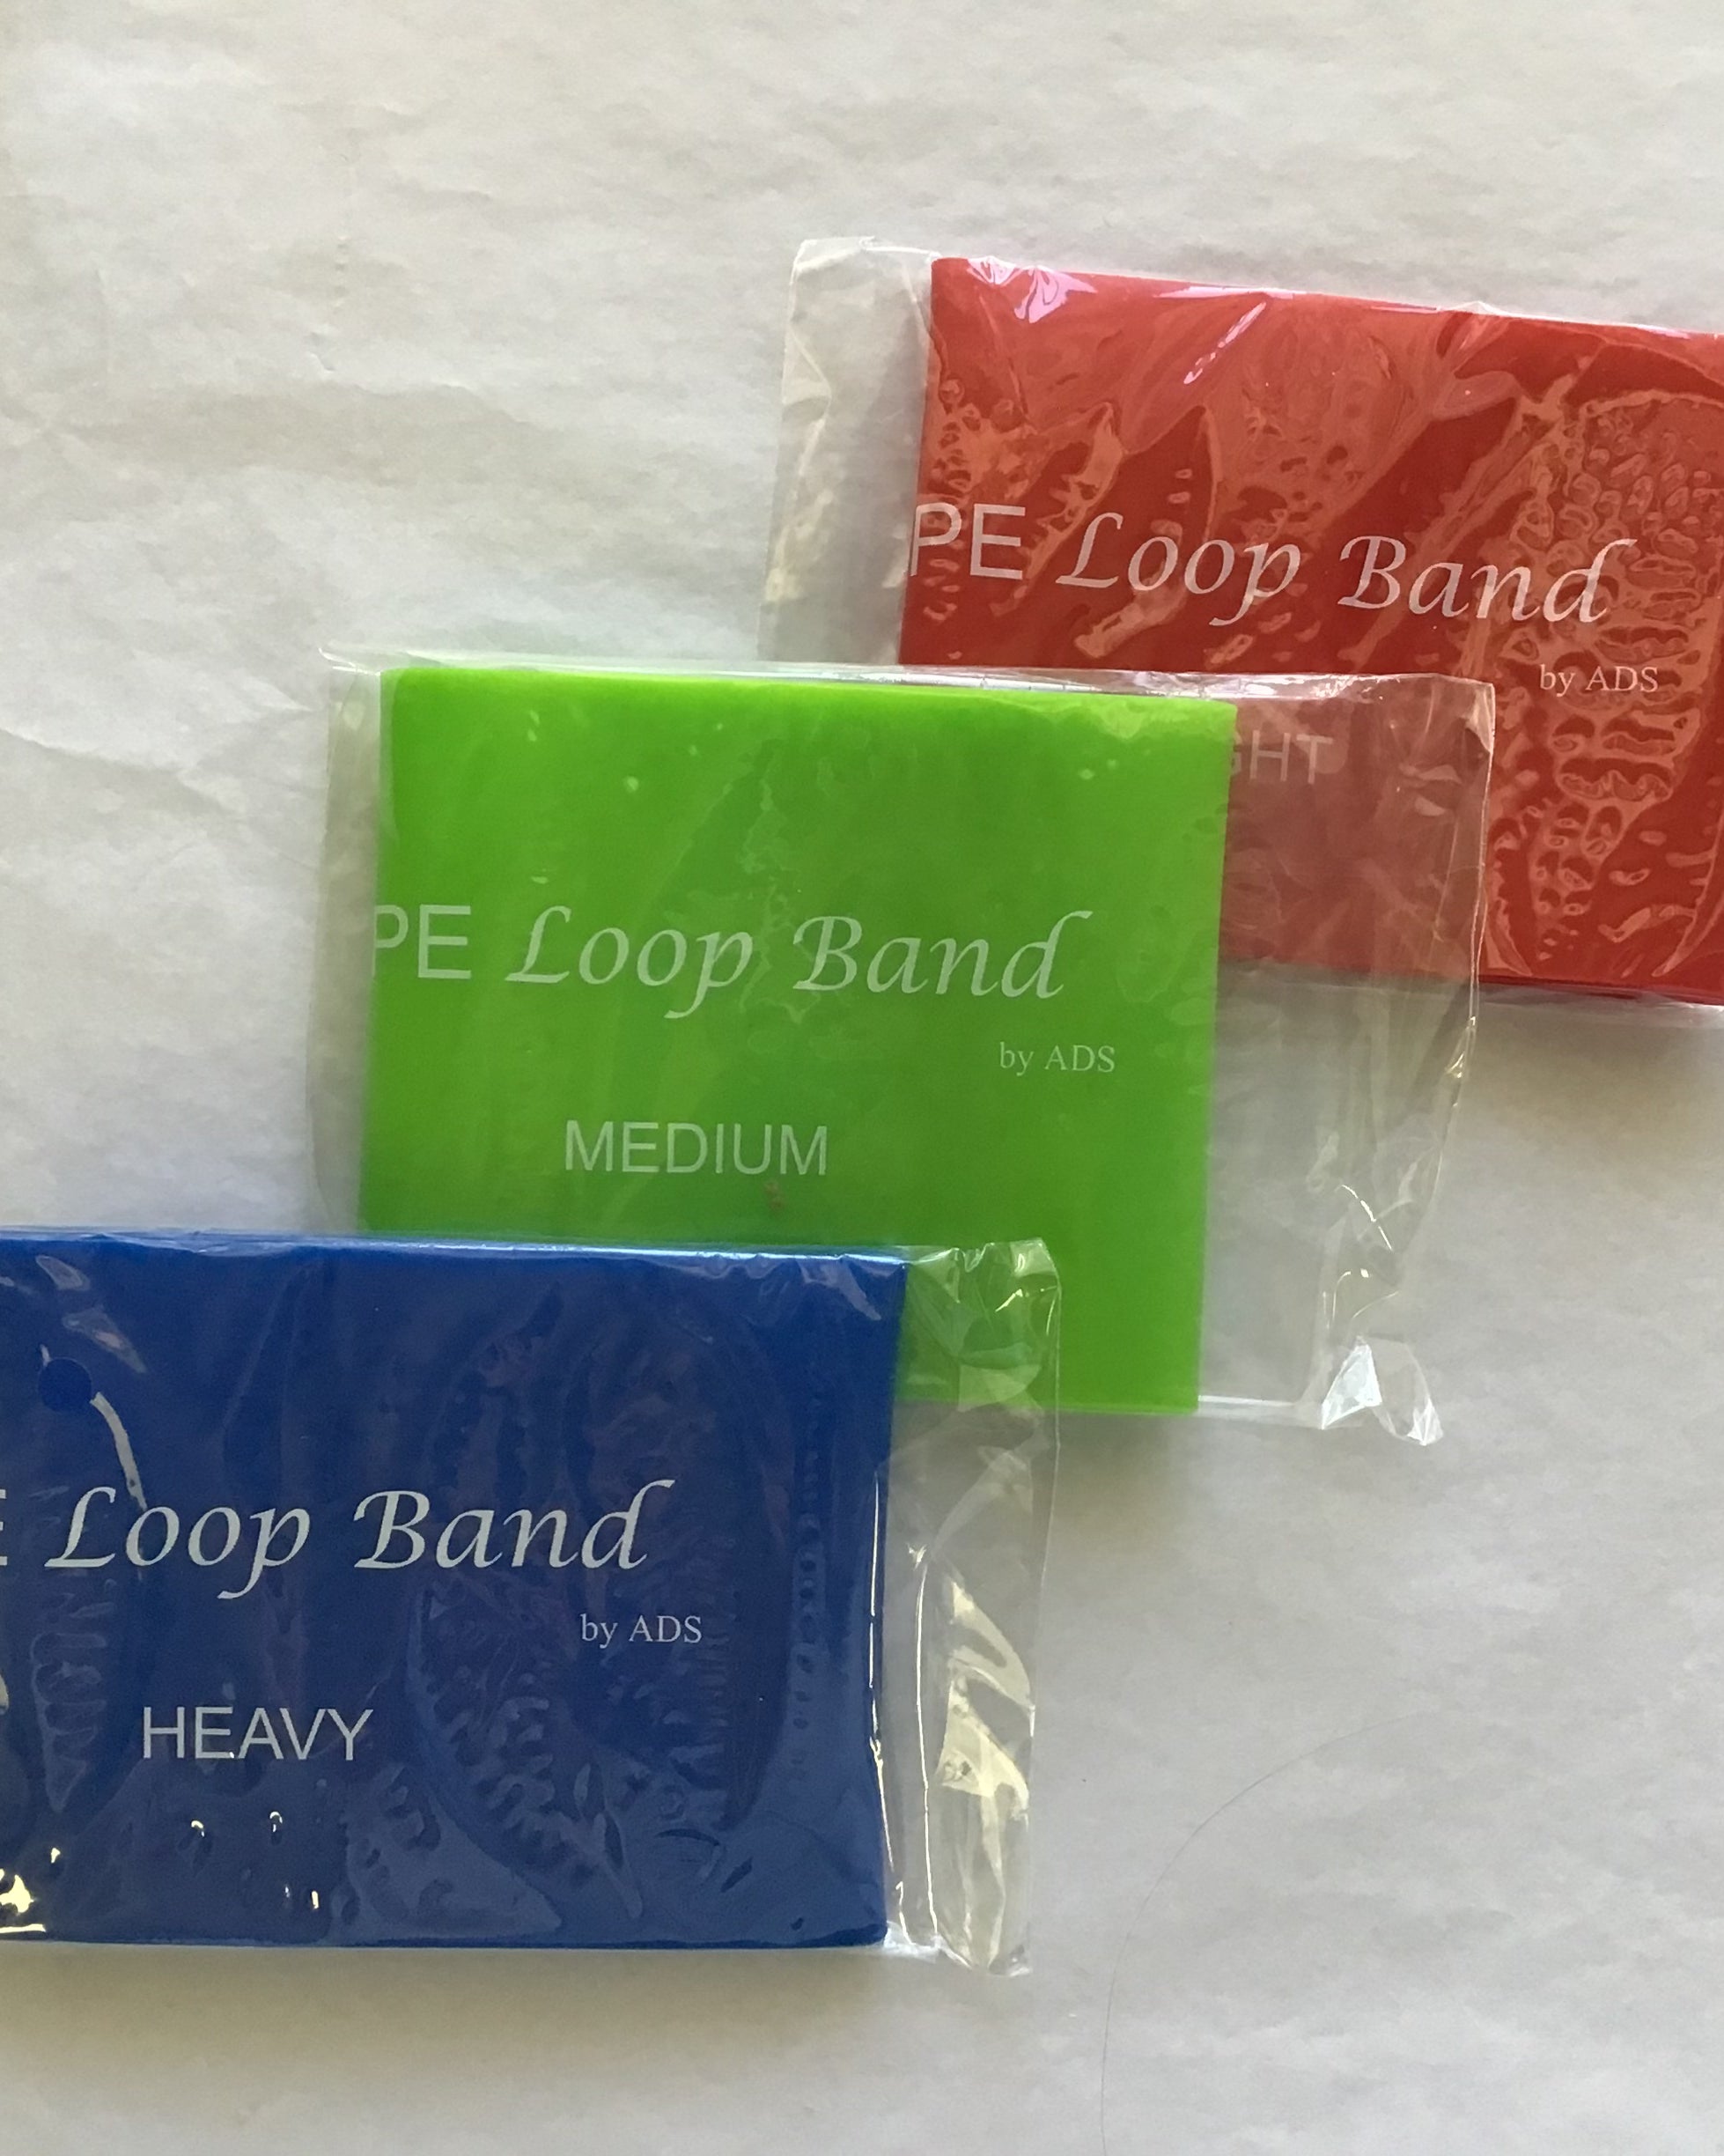 PE Loop Band
by ADS
GHT
PE Loop Band
by ADS
MEDIUM
E Loop Band
by ADS
HEAVY